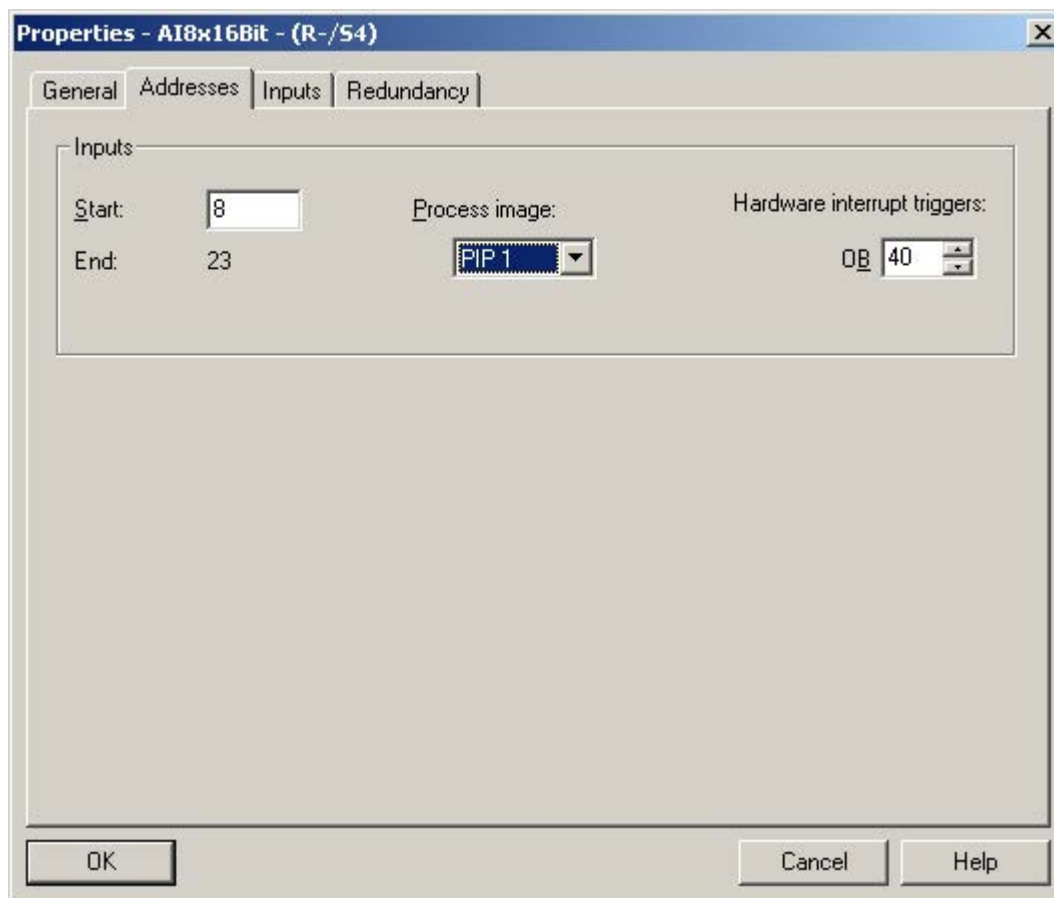 Properties - AI8x16Bit - (R-/S4)
General Addresses Inputs Redundancy
Inputs
Start: 8 Process image: Hardware interrupt triggers:
End: 23 PIP 1 OB 40
OK Cancel Help